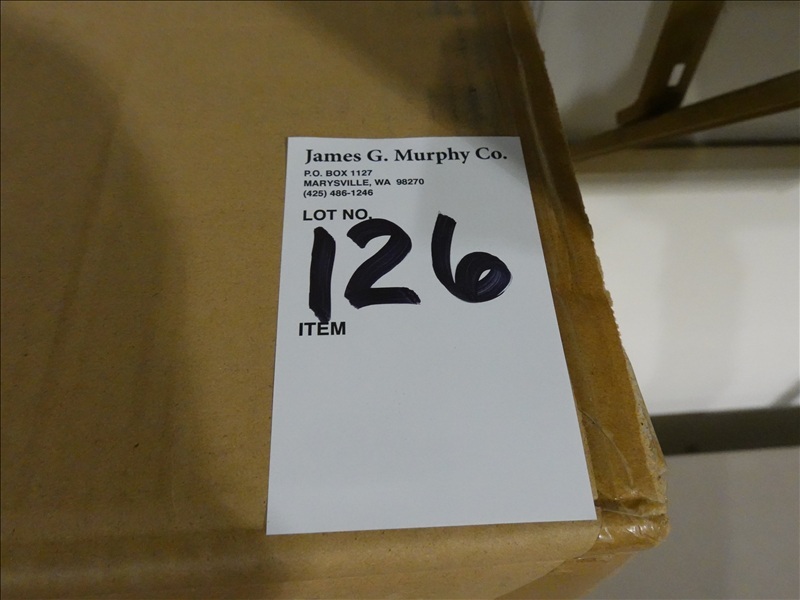 James G. Murphy Co.
P.O. BOX 1127
MARYSVILLE, WA 98270
(425) 486-1246
LOT NO.
126
ITEM